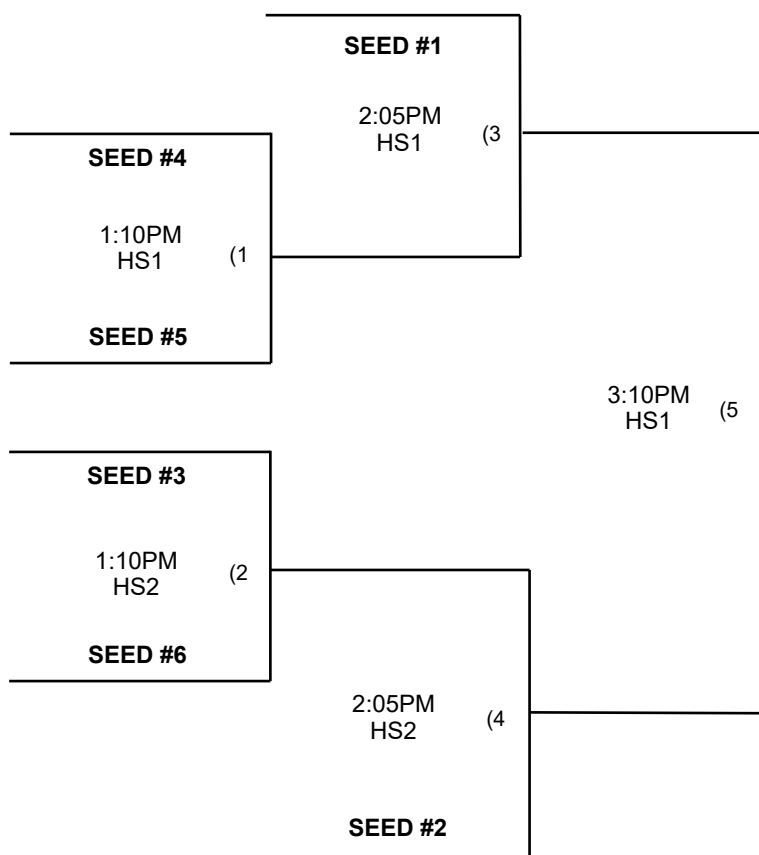 SEED #1
2:05PM
HS1 (3
SEED #4
1:10PM
HS1 (1
SEED #5
3:10PM
HS1 (5
SEED #3
1:10PM
HS2 (2
SEED #6
2:05PM
HS2 (4
SEED #2